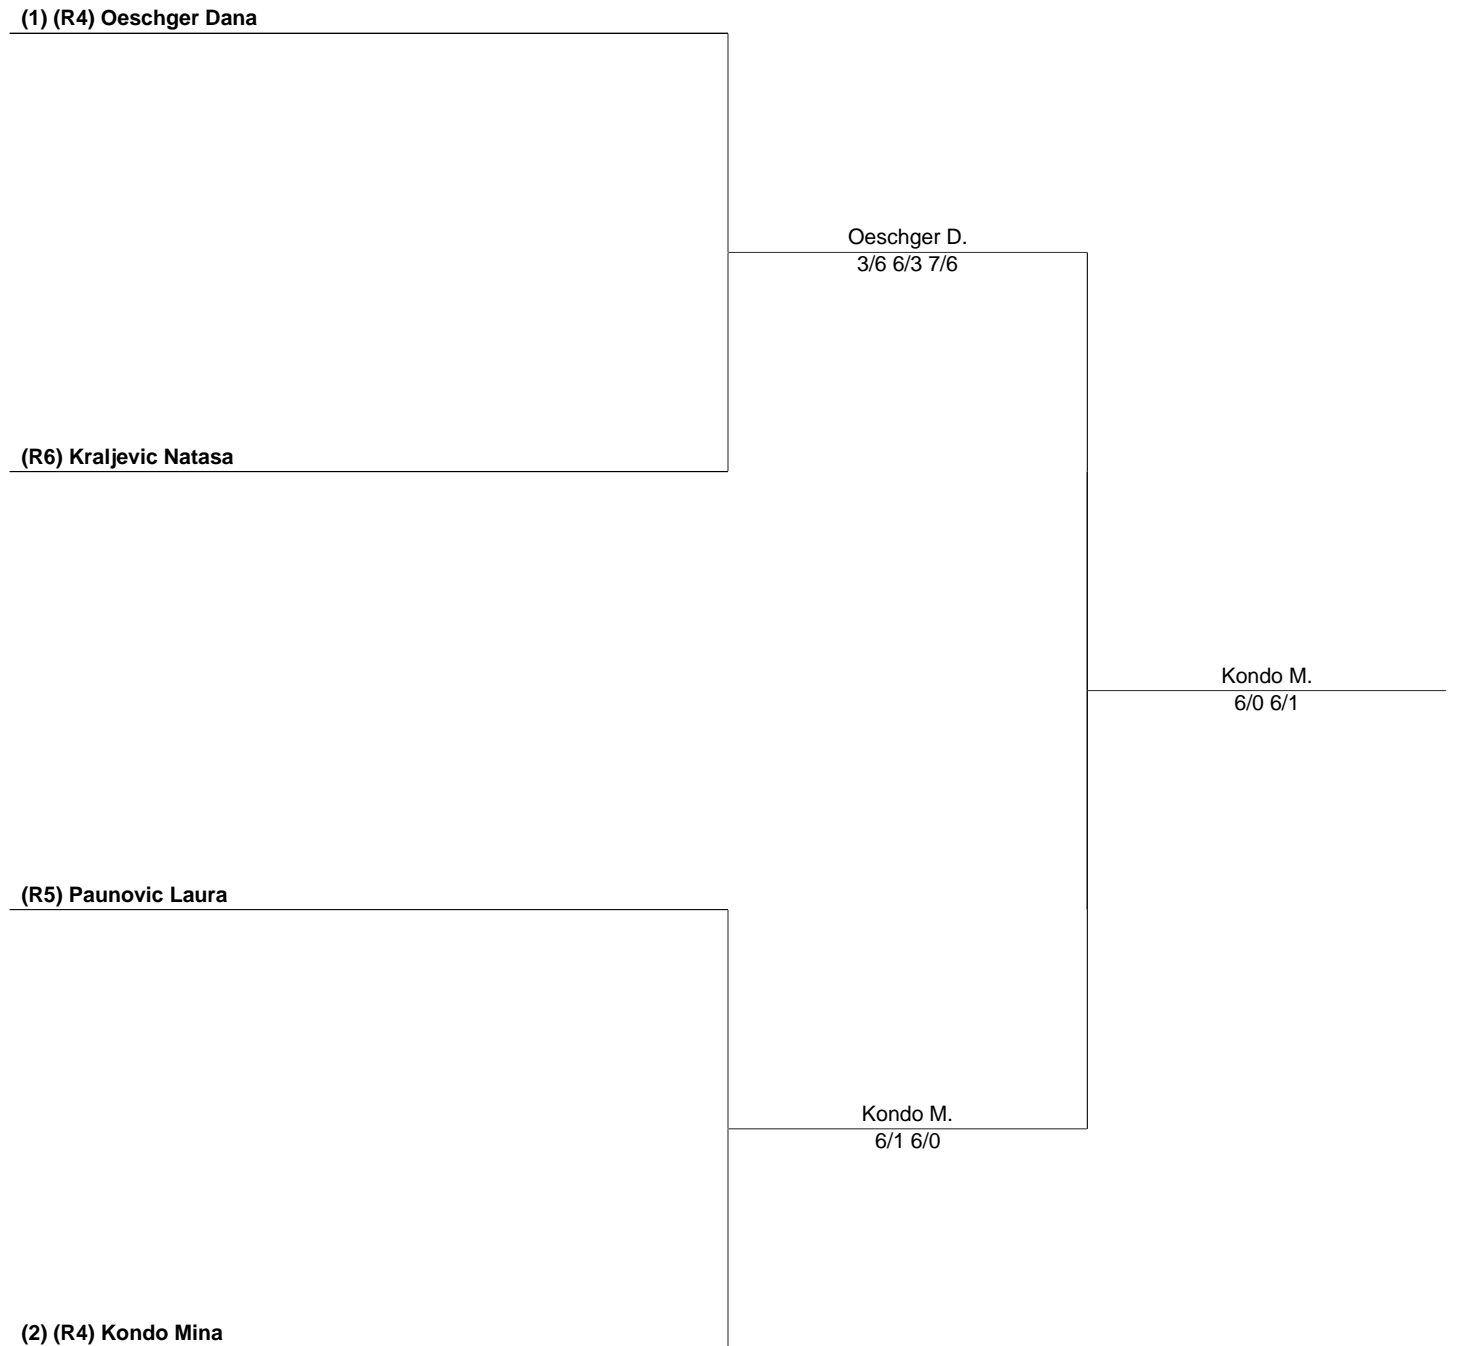 (1) (R4) Oeschger Dana
Oeschger D.
3/6 6/3 7/6
(R6) Kraljevic Natasa
Kondo M.
6/0 6/1
(R5) Paunovic Laura
Kondo M.
6/1 6/0
(2) (R4) Kondo Mina